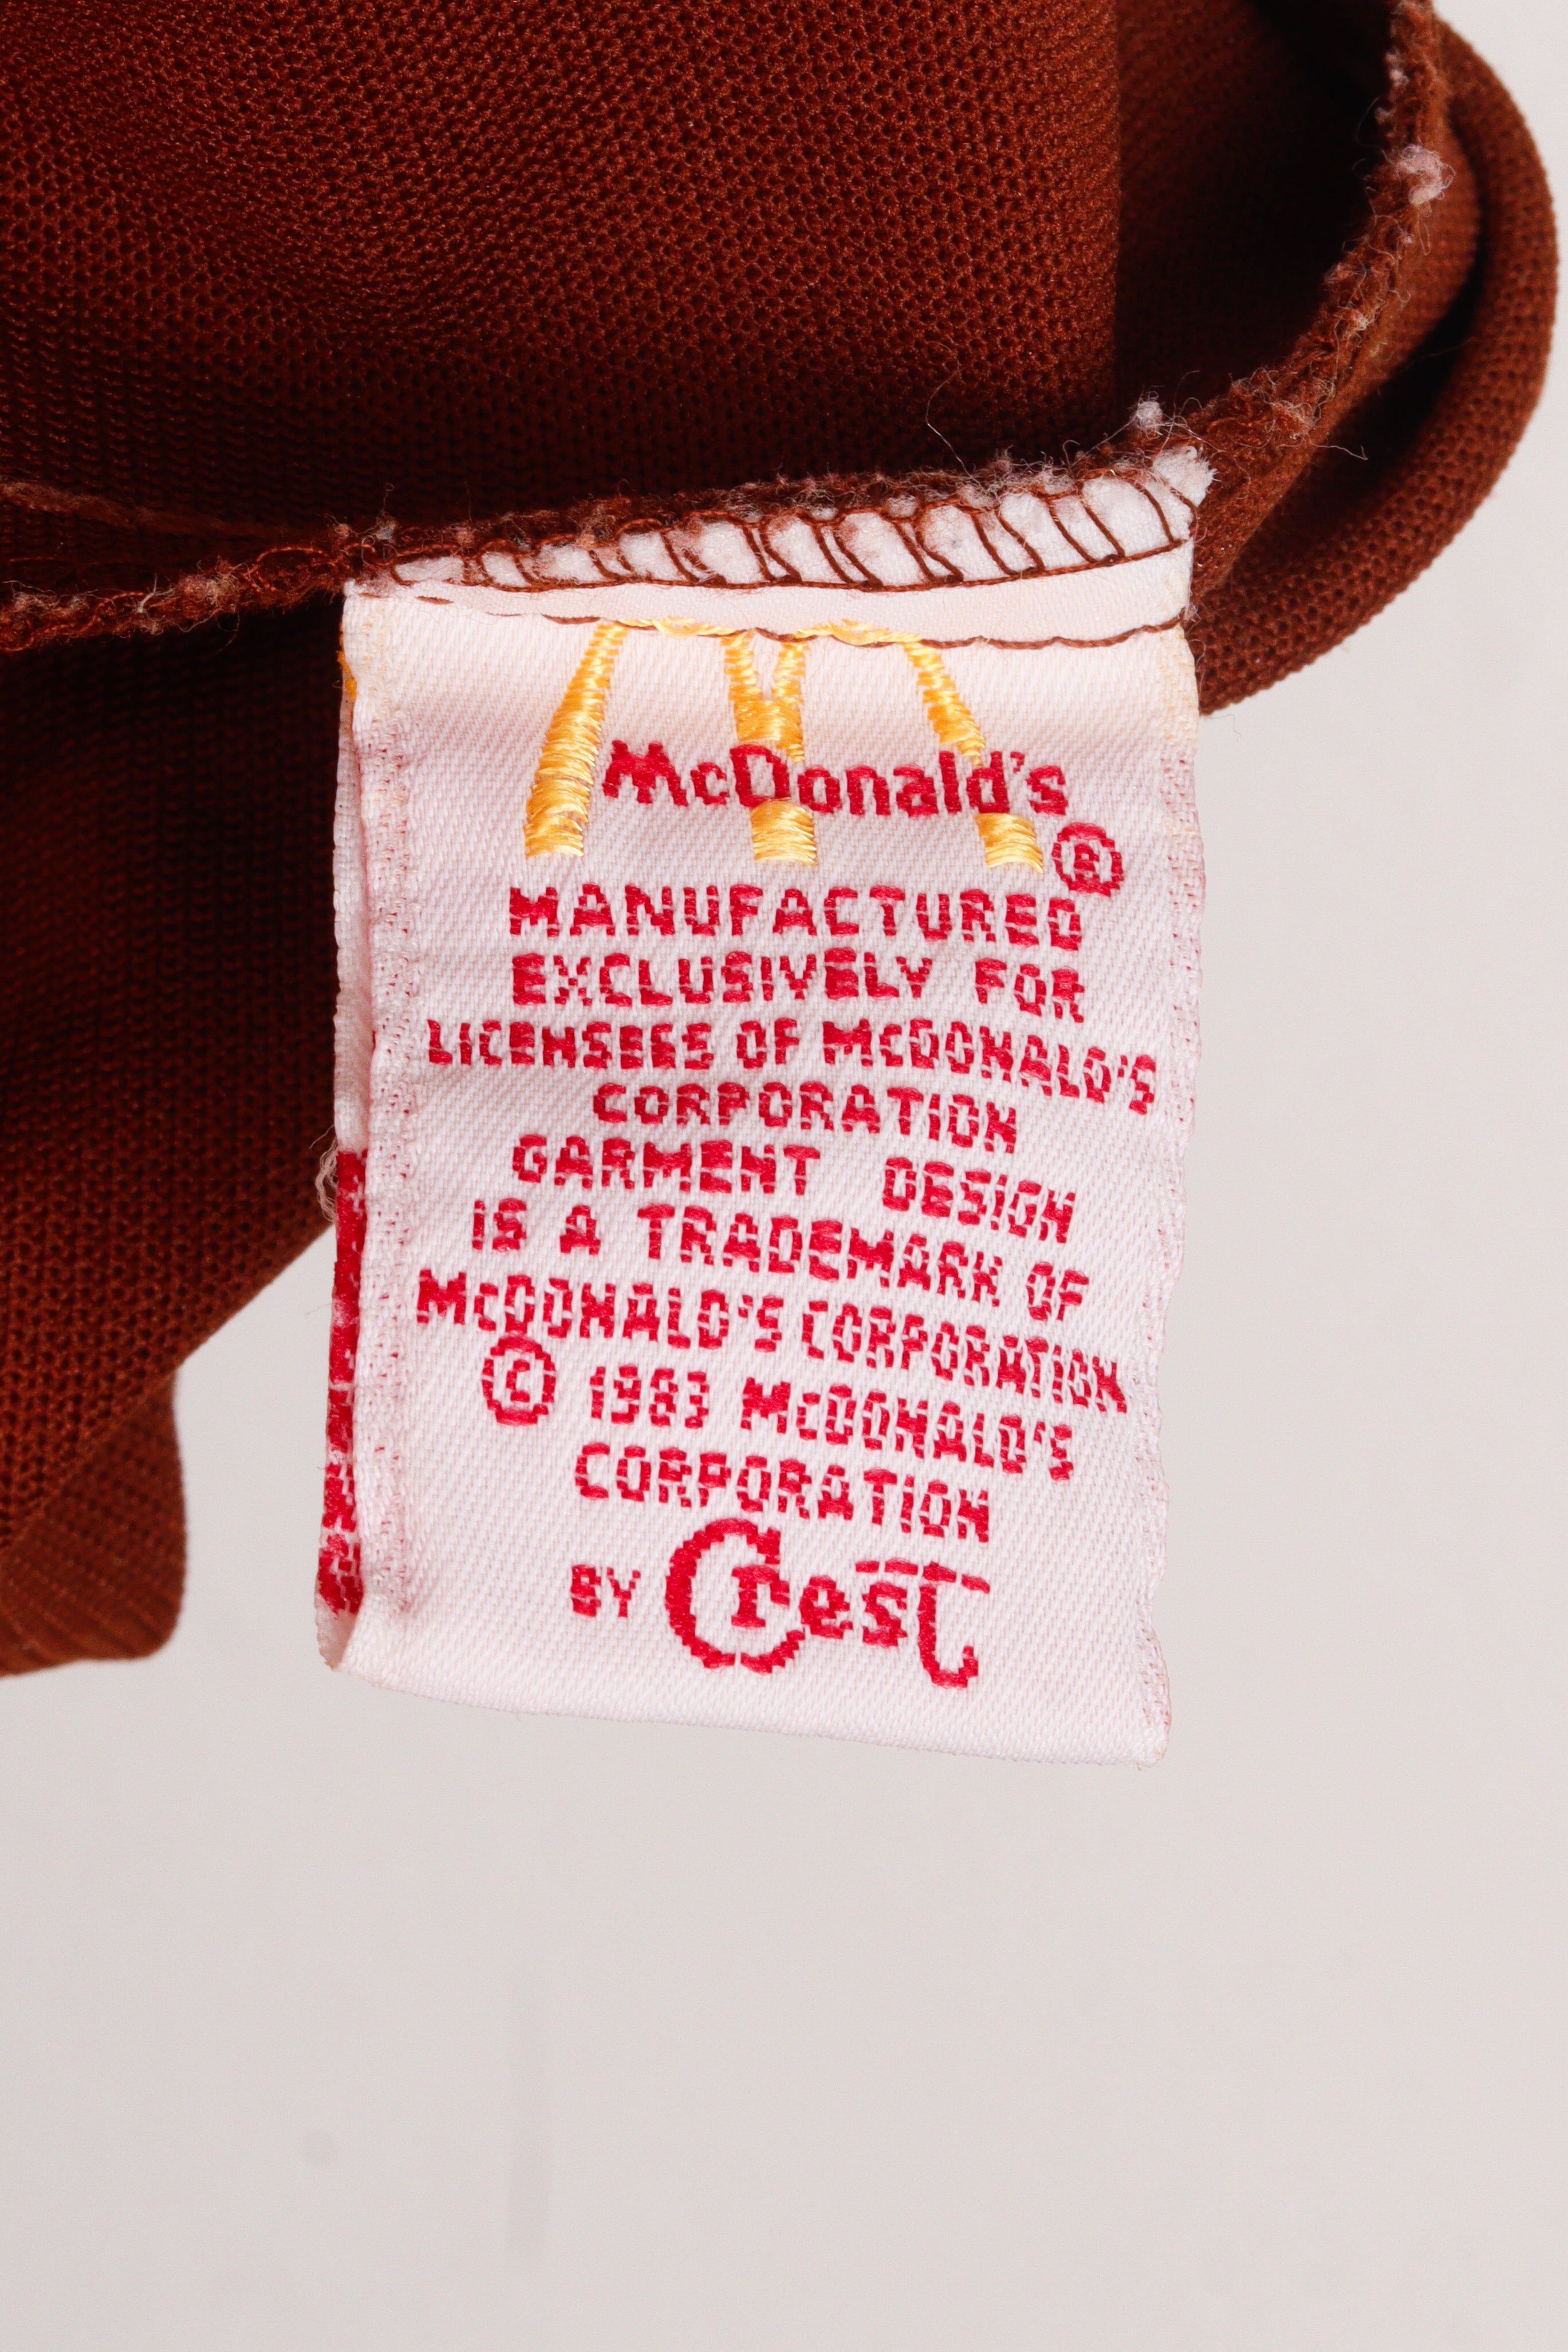 McDonald's
®
MANUFACTURED
EXCLUSIVELY FOR
LICENSEES OF McDONALD'S
CORPORATION
GARMENT DESIGN
IS A TRADEMARK OF
McDONALD'S CORPORATION
© 1983 McDONALD'S
CORPORATION
BY Crest